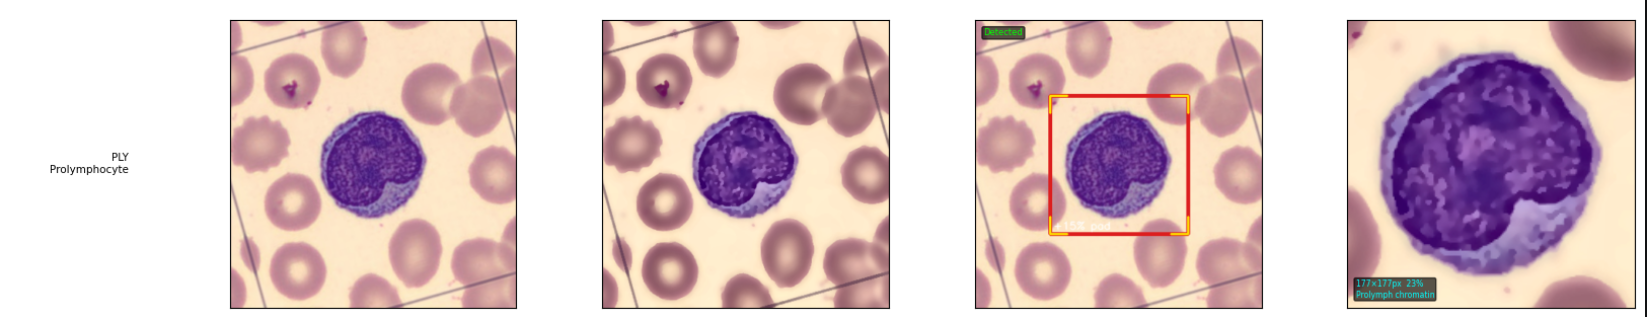 PLY
Prolymphocyte
Detected
177×177px 23%
Prolymph chromatin